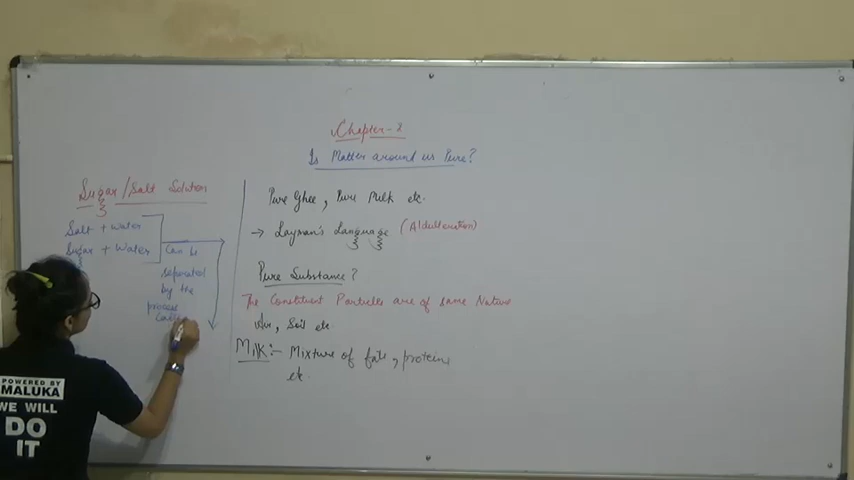 Chapter-2
Is Matter around us Pure?
Sugar/Salt Solution
Salt + water
Sugar + Water
Can be
separated
by the
process
Pure Ghee, Pure Milk etc.
→ Layman's Language (Aldulteration)
Pure Substance?
The Constituent Particles are of same Nature
Air, Soil etc
Milk:- Mixture of fats, proteins
etc.
POWERED BY
MALUKA
WE WILL
DO
IT